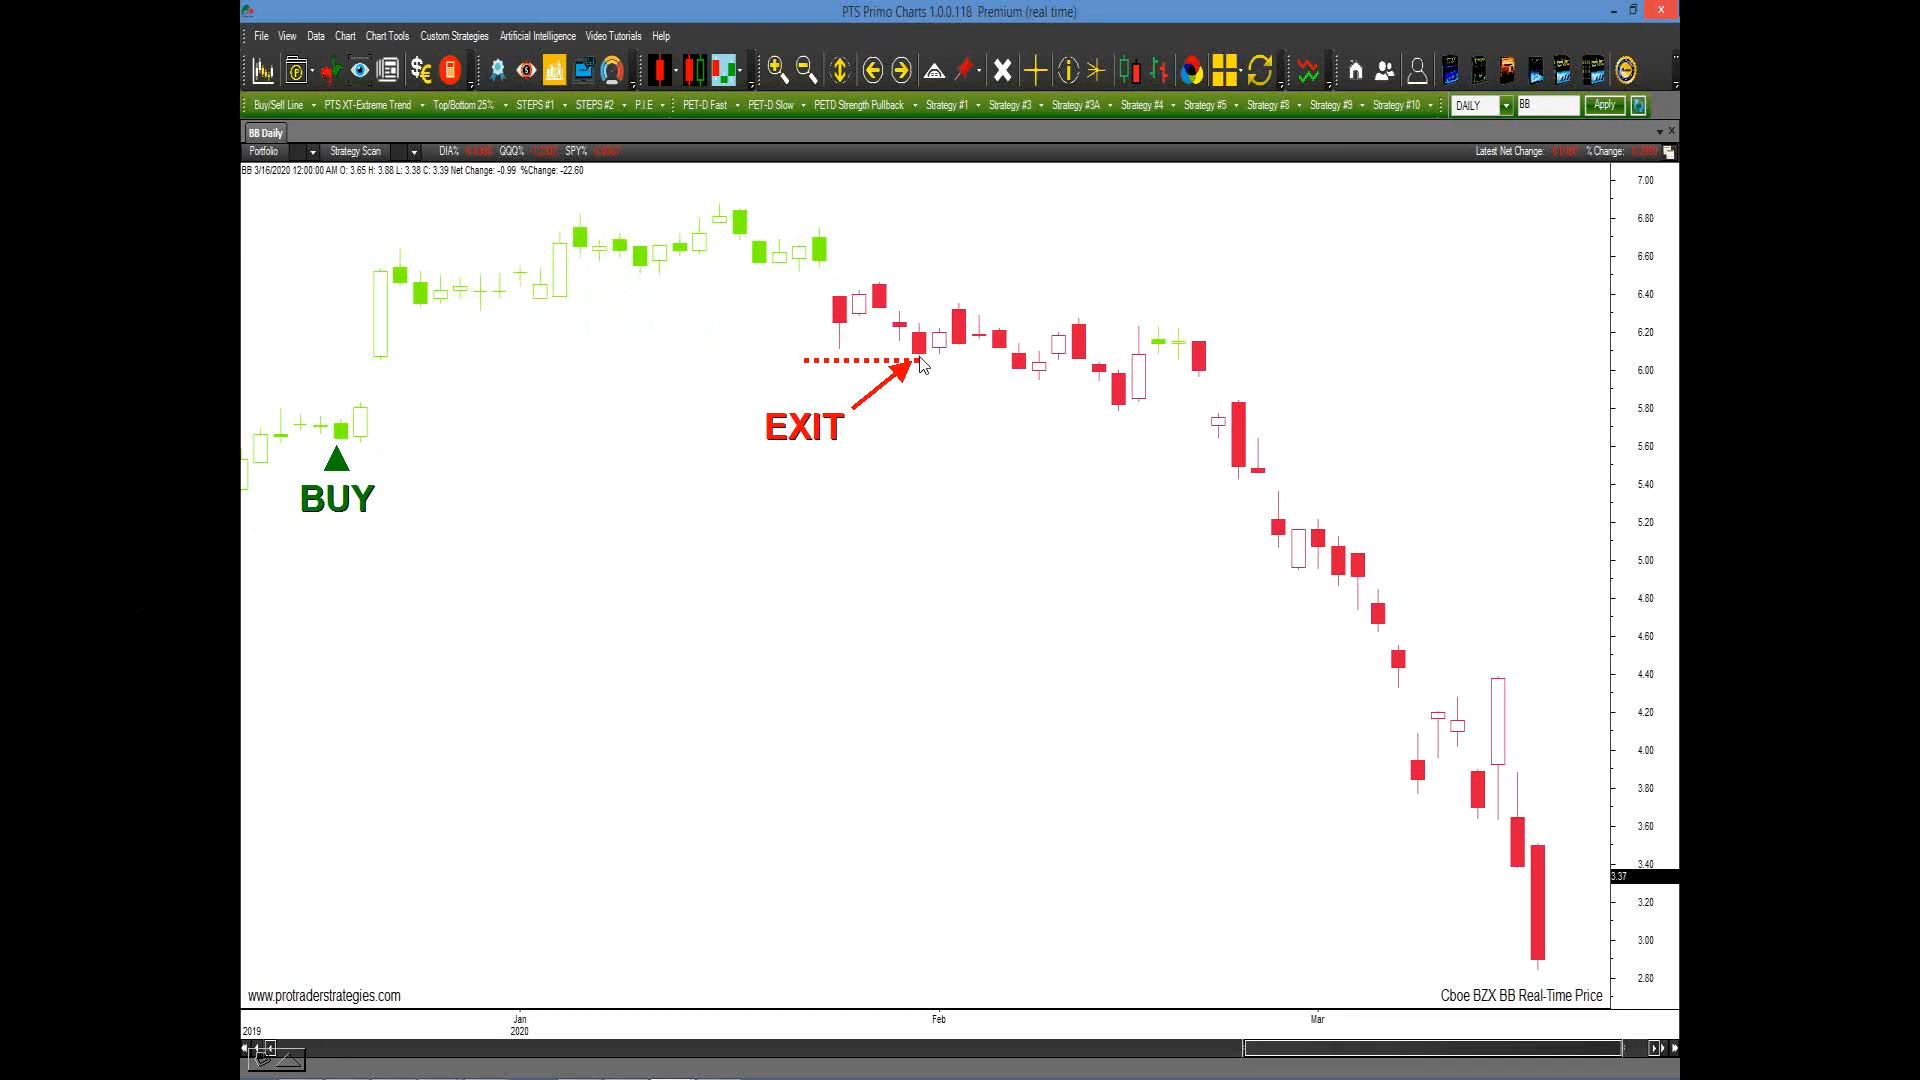 PTS Primo Charts 1.0.0.118 Premium (real time)
File View Data Chart Chart Tools Custom Strategies Artificial Intelligence Video Tutorials Help
Buy/Sell Line PTS XT-Extreme Trend Top/Bottom 25% STEPS #1 STEPS #2 P.I.E PET-D Fast PET-D Slow PETD Strength Pullback Strategy #1 Strategy #3 Strategy #3A Strategy #4 Strategy #5 Strategy #8 Strategy #9 Strategy #10 DAILY BB Apply
BB Daily
Portfolio Strategy Scan DIA% QQQ% SPY% Latest Net Change: % Change:
BB 3/16/2020 12:00:00 AM O: 3.65 H: 3.88 L: 3.38 C: 3.39 Net Change: -0.99 %Change: -22.60
7.00
6.80
6.60
6.40
6.20
6.00
5.80
5.60
5.40
5.20
5.00
4.80
4.60
4.40
4.20
4.00
3.80
3.60
3.40
3.37
3.20
3.00
2.80
EXIT
BUY
www.protraderstrategies.com
Cboe BZX BB Real-Time Price
Jan Feb Mar
2019 2020